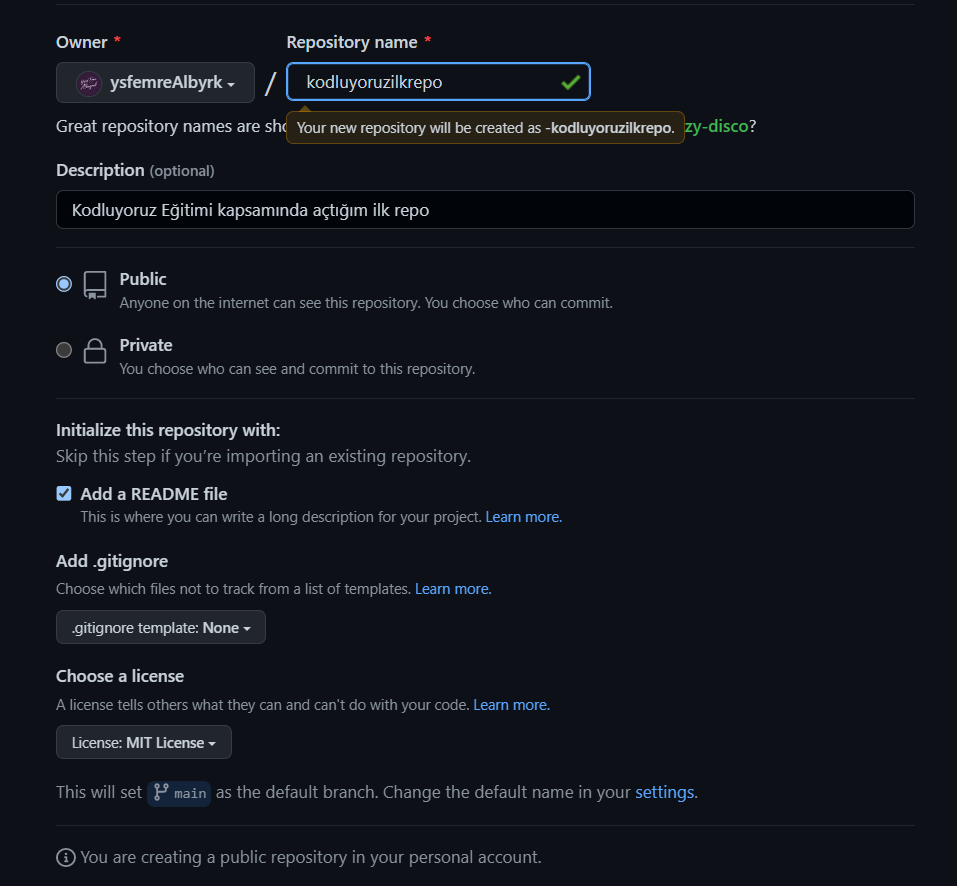 Owner * Repository name *
ysfemreAlbyrk / kodluyoruzilkrepo
Great repository names are sh Your new repository will be created as -kodluyoruzilkrepo. zy-disco?
Description (optional)
Kodluyoruz Eğitimi kapsamında açtığım ilk repo
Public
Anyone on the internet can see this repository. You choose who can commit.
Private
You choose who can see and commit to this repository.
Initialize this repository with:
Skip this step if you’re importing an existing repository.
Add a README file
This is where you can write a long description for your project. Learn more.
Add .gitignore
Choose which files not to track from a list of templates. Learn more.
.gitignore template: None
Choose a license
A license tells others what they can and can't do with your code. Learn more.
License: MIT License
This will set main as the default branch. Change the default name in your settings.
You are creating a public repository in your personal account.